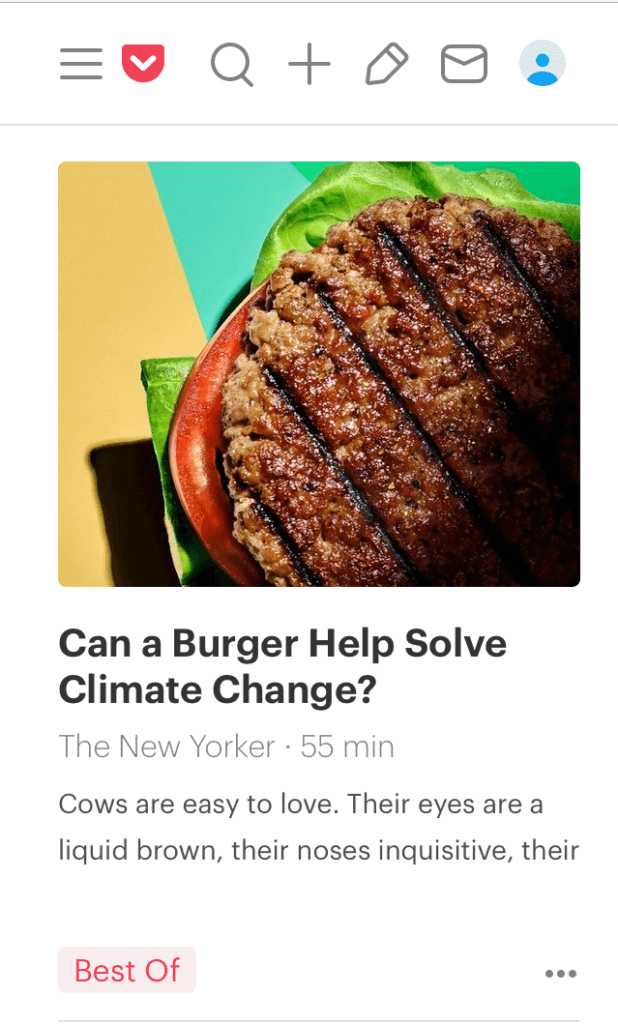 Can a Burger Help Solve
Climate Change?
The New Yorker · 55 min
Cows are easy to love. Their eyes are a
liquid brown, their noses inquisitive, their
Best Of